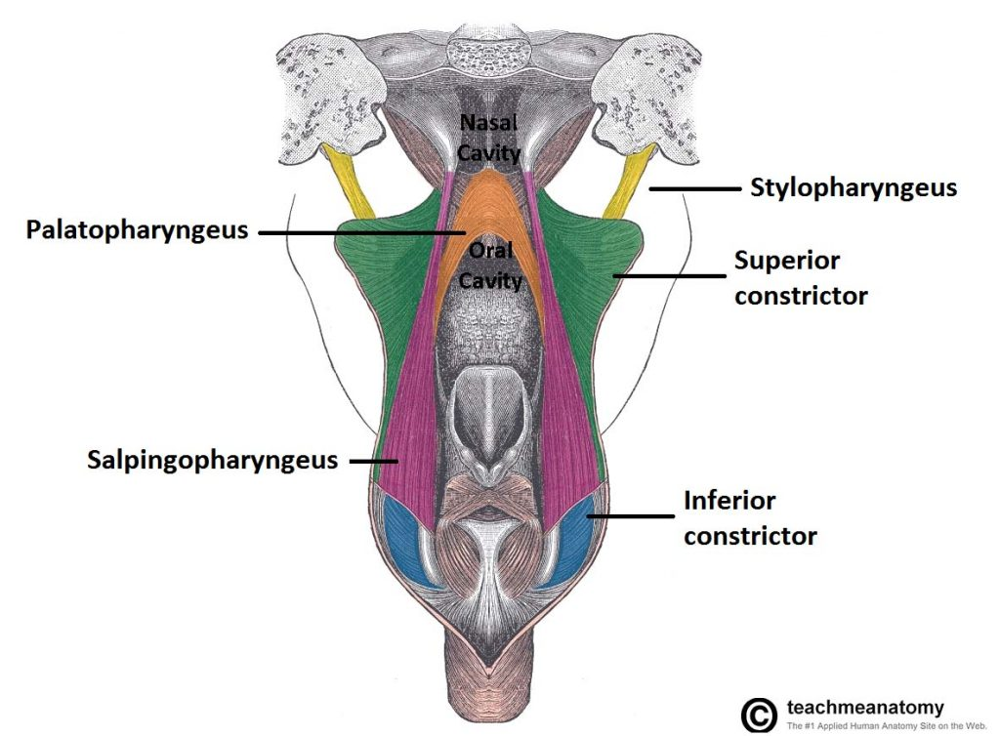 Nasal
Cavity
Stylopharyngeus
Palatopharyngeus
Oral
Cavity
Superior
constrictor
Salpingopharyngeus
Inferior
constrictor
© teachmeanatomy
The #1 Applied Human Anatomy Site on the Web.